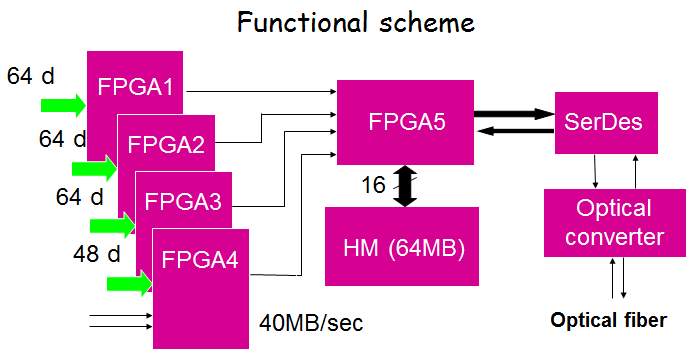 Functional scheme
64 d
FPGA1
64 d
FPGA2
64 d
FPGA3
48 d
FPGA4
40MB/sec
FPGA5
16
HM (64MB)
SerDes
Optical
converter
Optical fiber